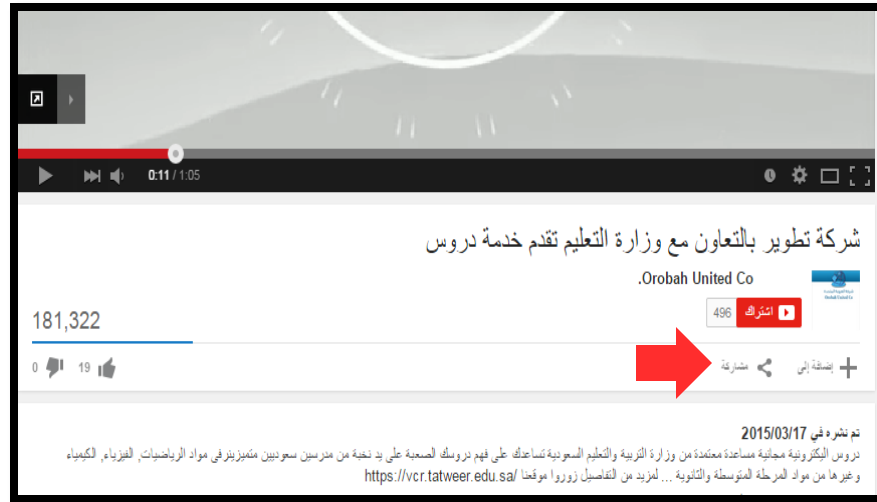 0:11 / 1:05
شركة تطوير بالتعاون مع وزارة التعليم تقدم خدمة دروس
Orobah United Co.
اشتراك 496
181,322
إضافة إلى مشاركة 19 0
تم نشره في 2015/03/17
دروس اليكترونية مجانية مساعدة معتمدة من وزارة التربية والتعليم السعودية تساعدك على فهم دروسك الصعبة على يد نخبة من مدرسين سعوديين متميزينرفى مواد الرياضيات, الفيزياء, الكيمياء
وغيرها من مواد المرحلة المتوسطة والثانوية ... لمزيد من التفاصيل زوروا موقعنا https://vcr.tatweer.edu.sa/